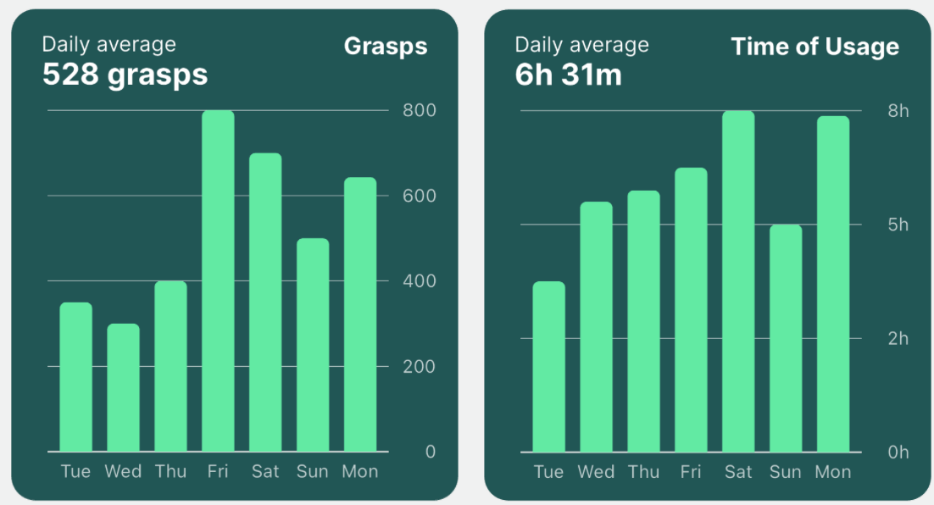 Daily average
Grasps
528 grasps
800
600
400
200
0
Tue Wed Thu Fri Sat Sun Mon
Daily average
Time of Usage
6h 31m
8h
5h
2h
0h
Tue Wed Thu Fri Sat Sun Mon